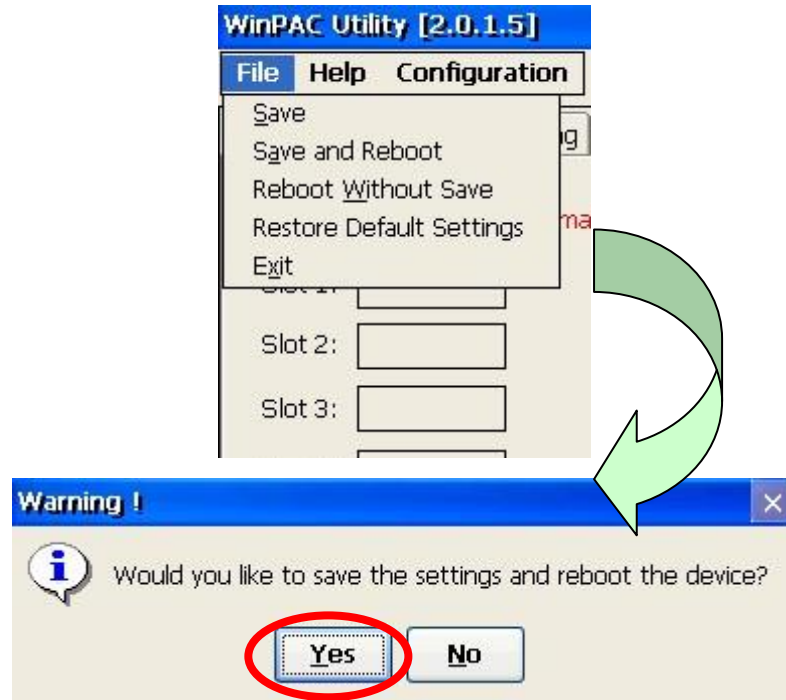 WinPAC Utility [2.0.1.5]
File Help Configuration
Save
Save and Reboot
Reboot Without Save
Restore Default Settings
Exit
Slot 2:
Slot 3:
Warning !
Would you like to save the settings and reboot the device?
Yes No